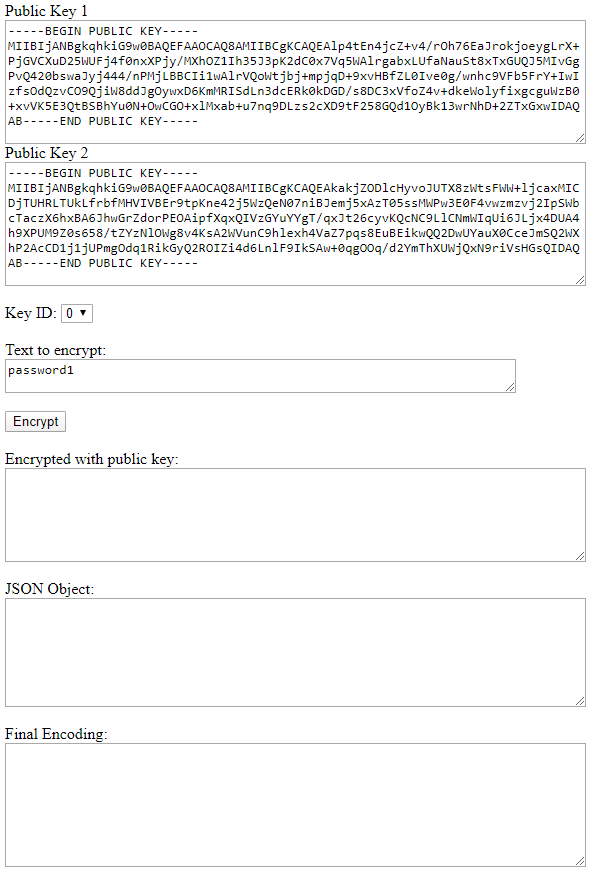 Public Key 1
-----BEGIN PUBLIC KEY-----
MIIBIjANBgkqhkiG9w0BAQEFAAOCAQ8AMIIBCgKCAQEAlp4tEn4jcZ+v4/rOh76EaJrokjoeygLrX+
PjGVCXuD25WUFj4f0nxXPjy/MXhOZ1Ih35J3pK2dC0x7Vq5WAlrgabxLUfaNauSt8xTxGUQJ5MIvGg
PvQ420bswaJyj444/nPMjLBBCIi1wAlrVQoWtjbj+mpjqD+9xvHBfZL0Ive0g/wnhc9VFb5FrY+IwI
zfsOdQzvCO9QjiW8ddJgOywxD6KmMRISdLn3dcERk0kDGD/s8DC3xVfoZ4v+dkeWolyfixgcguWzB0
+xvVK5E3QtBSBhYu0N+OwCGO+xlMxab+u7nq9DLzs2cXD9tF258GQd1OyBk13wrNhD+2ZTxGxwIDAQ
AB-----END PUBLIC KEY-----
Public Key 2
-----BEGIN PUBLIC KEY-----
MIIBIjANBgkqhkiG9w0BAQEFAAOCAQ8AMIIBCgKCAQEAkakjZODlcHyvoJUTX8zWtsFWW+ljcaxMIC
DjTUHRLTUkLfrbfMHVIVBEr9tpKne42j5WzQeN07niBJemj5xAzT05ssMWPw3E0F4vwzmzvj2IpSWb
cTaczX6hxBA6JhwGrZdorPEOAipfXqxQIVzGYuYYgT/qxJt26cyvKQcNC9LlCNmWIqUi6JLjx4DUA4
h9XPUM9Z0s658/tZYzNlOWg8v4KsA2WVunC9hlexh4VaZ7pqs8EuBEikwQQ2DwUYauX0CceJmSQ2WX
hP2AcCD1j1jUPmgOdq1RikGyQ2ROIZi4d6LnlF9IkSAw+0qgOOq/d2YmThXUWjQxN9riVsHGsQIDAQ
AB-----END PUBLIC KEY-----
Key ID: 0
Text to encrypt:
password1
Encrypt
Encrypted with public key:
JSON Object:
Final Encoding: